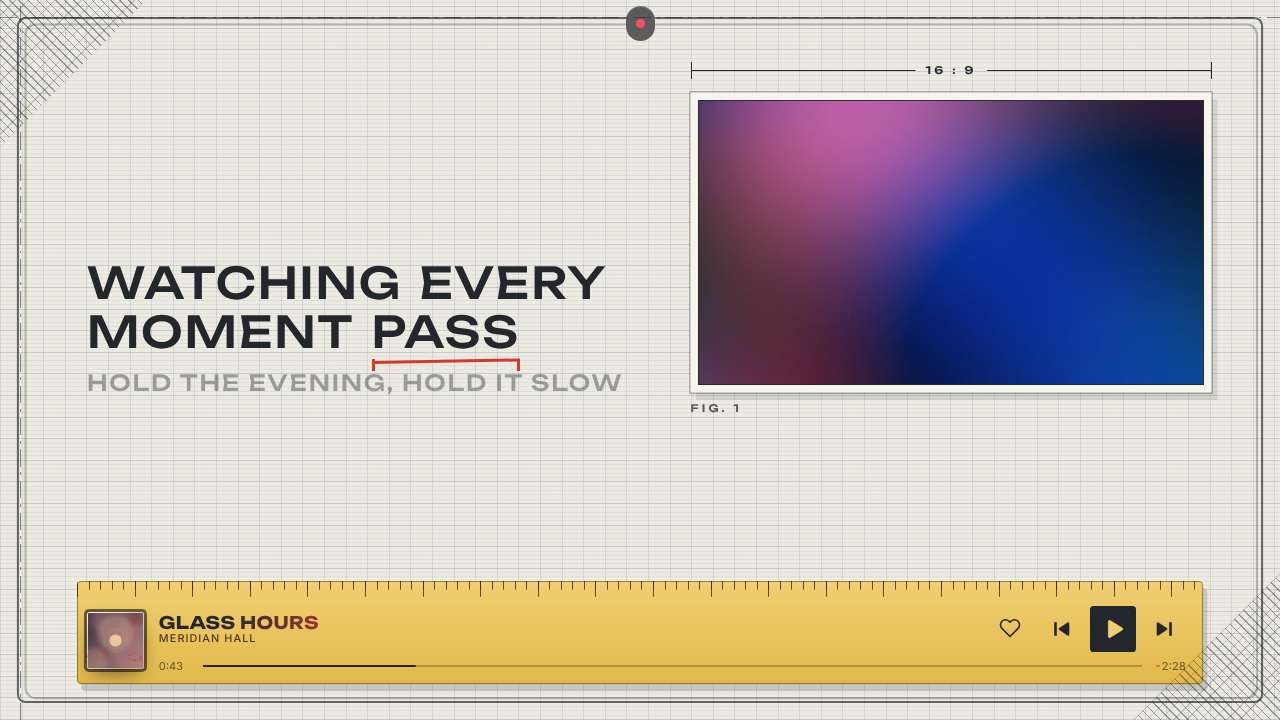 16 : 9
WATCHING EVERY
MOMENT PASS
HOLD THE EVENING, HOLD IT SLOW
FIG. 1
GLASS HOURS
MERIDIAN HALL
0:43
-2:28